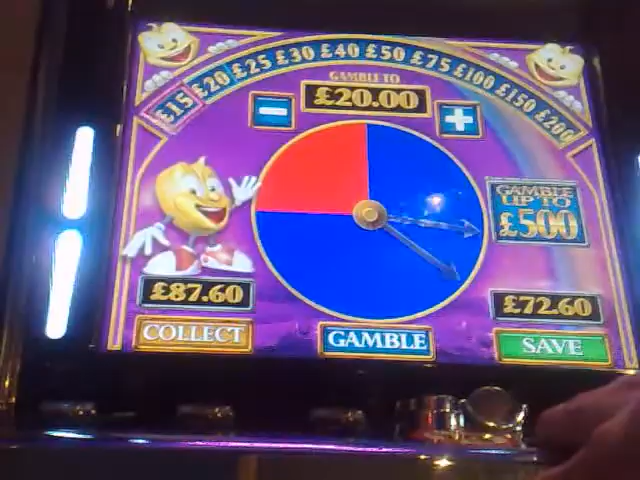 £15 £20 £25 £30 £40 £50 £75 £100 £150 £200
GAMBLE TO
£20.00
- +
GAMBLE
UP TO
£500
£87.60
£72.60
COLLECT
GAMBLE
SAVE